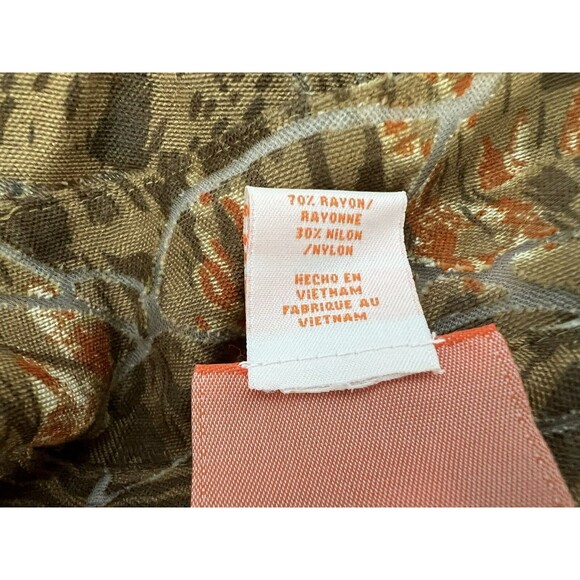 70% RAYON/
RAYONNE
30% NILON
/NYLON
HECHO EN
VIETNAM
FABRIQUE AU
VIETNAM